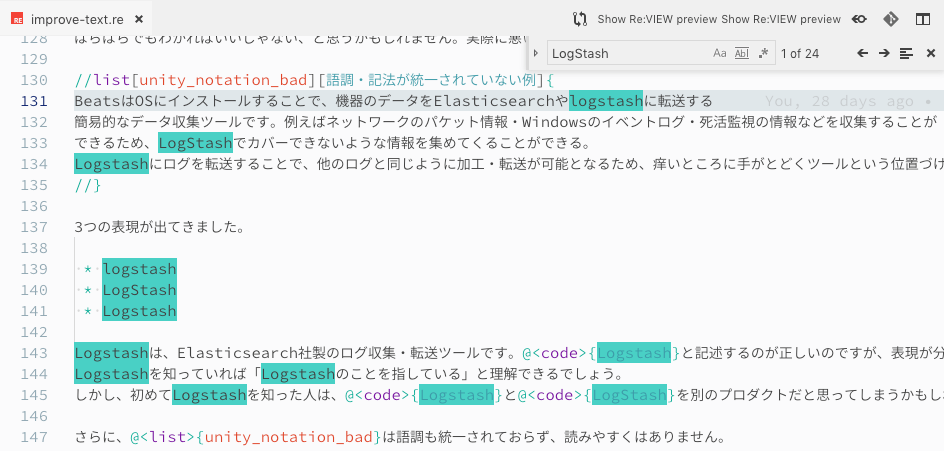 RE improve-text.re ×
Show Re:VIEW preview Show Re:VIEW preview
LogStash Aa Abl .* 1 of 24
128 ばらばらでもわかればいいじゃない、と思うかもしれません。実際に悪い
129
130 //list[unity_notation_bad][語調・記法が統一されていない例]{
131 BeatsはOSにインストールすることで、機器のデータをElasticsearchやlogstashに転送する You, 28 days ago •
132 簡易的なデータ収集ツールです。例えばネットワークのパケット情報・Windowsのイベントログ・死活監視の情報などを収集することが
133 できるため、LogStashでカバーできないような情報を集めてくることができる。
134 Logstashにログを転送することで、他のログと同じように加工・転送が可能となるため、痒いところに手がとどくツールという位置づけ
135 //}
136
137 3つの表現が出てきました。
138
139 * logstash
140 * LogStash
141 * Logstash
142
143 Logstashは、Elasticsearch社製のログ収集・転送ツールです。@<code>{Logstash}と記述するのが正しいのですが、表現が分
144 Logstashを知っていれば「Logstashのことを指している」と理解できるでしょう。
145 しかし、初めてLogstashを知った人は、@<code>{Logstash}と@<code>{LogStash}を別のプロダクトだと思ってしまうかもし
146
147 さらに、@<list>{unity_notation_bad}は語調も統一されておらず、読みやすくはありません。